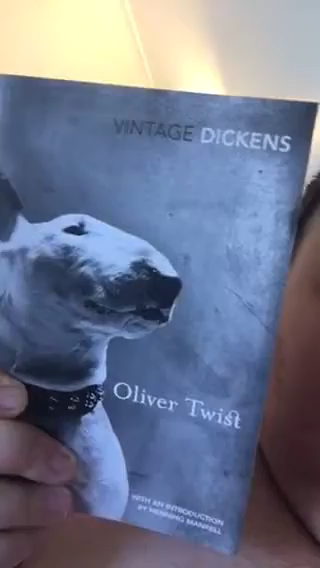 VINTAGE DICKENS
Oliver Twist
WITH AN INTRODUCTION
BY HENNING MANKELL